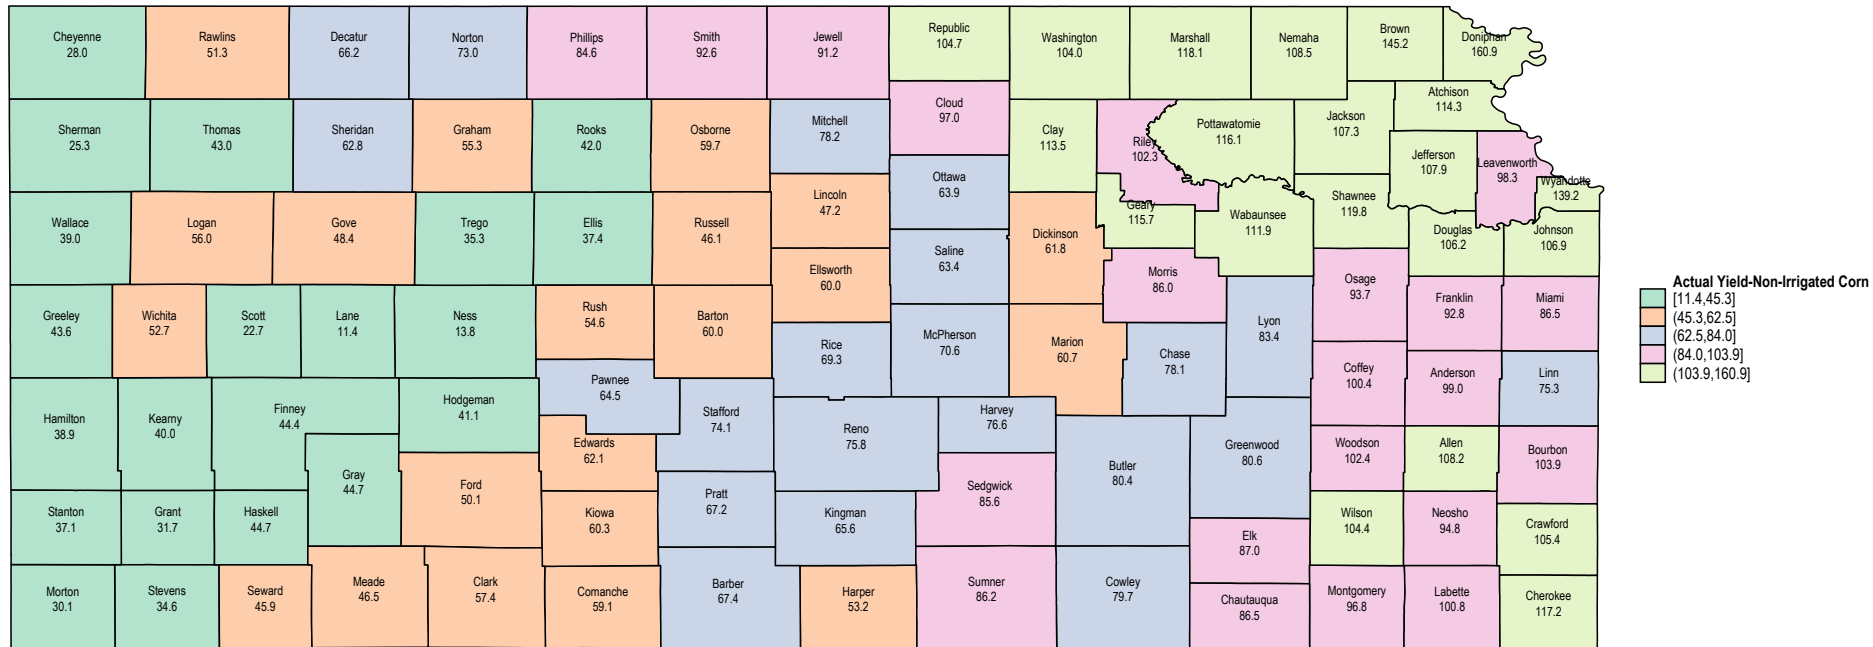 Cheyenne
28.0
Rawlins
51.3
Decatur
66.2
Norton
73.0
Phillips
84.6
Smith
92.6
Jewell
91.2
Republic
104.7
Washington
104.0
Marshall
118.1
Nemaha
108.5
Brown
145.2
Doniphan
160.9
Sherman
25.3
Thomas
43.0
Sheridan
62.8
Graham
55.3
Rooks
42.0
Osborne
59.7
Mitchell
78.2
Cloud
97.0
Clay
113.5
Riley
102.3
Pottawatomie
116.1
Jackson
107.3
Atchison
114.3
Jefferson
107.9
Leavenworth
98.3
Wyandotte
139.2
Wallace
39.0
Logan
56.0
Gove
48.4
Trego
35.3
Ellis
37.4
Russell
46.1
Lincoln
47.2
Ottawa
63.9
Saline
63.4
Ellsworth
60.0
Dickinson
61.8
Geary
115.7
Wabaunsee
111.9
Shawnee
119.8
Douglas
106.2
Johnson
106.9
Morris
86.0
Osage
93.7
Franklin
92.8
Miami
86.5
Greeley
43.6
Wichita
52.7
Scott
22.7
Lane
11.4
Ness
13.8
Rush
54.6
Barton
60.0
Rice
69.3
McPherson
70.6
Marion
60.7
Chase
78.1
Lyon
83.4
Coffey
100.4
Anderson
99.0
Linn
75.3
Hamilton
38.9
Kearny
40.0
Finney
44.4
Hodgeman
41.1
Pawnee
64.5
Stafford
74.1
Reno
75.8
Harvey
76.6
Butler
80.4
Greenwood
80.6
Woodson
102.4
Allen
108.2
Bourbon
103.9
Gray
44.7
Ford
50.1
Edwards
62.1
Kiowa
60.3
Pratt
67.2
Kingman
65.6
Sedgwick
85.6
Elk
87.0
Wilson
104.4
Neosho
94.8
Crawford
105.4
Stanton
37.1
Grant
31.7
Haskell
44.7
Morton
30.1
Stevens
34.6
Seward
45.9
Meade
46.5
Clark
57.4
Comanche
59.1
Barber
67.4
Harper
53.2
Sumner
86.2
Cowley
79.7
Chautauqua
86.5
Montgomery
96.8
Labette
100.8
Cherokee
117.2
Actual Yield-Non-Irrigated Corn
[11.4,45.3]
(45.3,62.5]
(62.5,84.0]
(84.0,103.9]
(103.9,160.9]